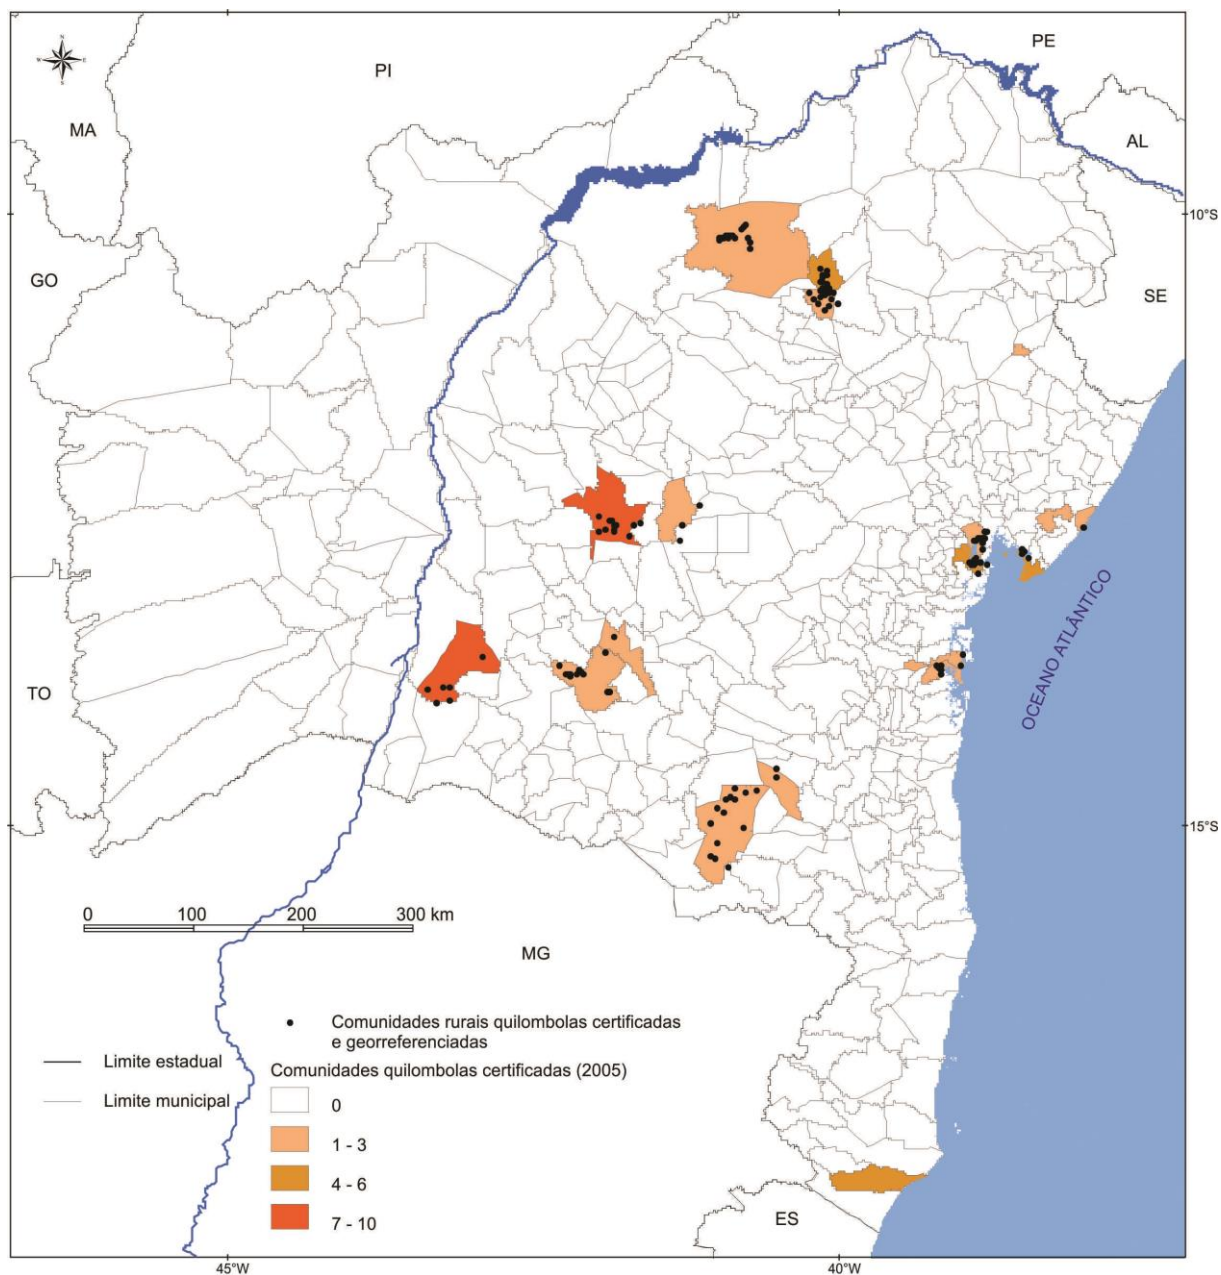 PE
N
W E
S
PI
MA
AL
10°S
GO
SE
OCEANO ATLÂNTICO
TO
15°S
0 100 200 300 km
MG
Comunidades rurais quilombolas certificadas
e georreferenciadas
Limite estadual
Comunidades quilombolas certificadas (2005)
Limite municipal
0
1 - 3
4 - 6
7 - 10
ES
45°W
40°W